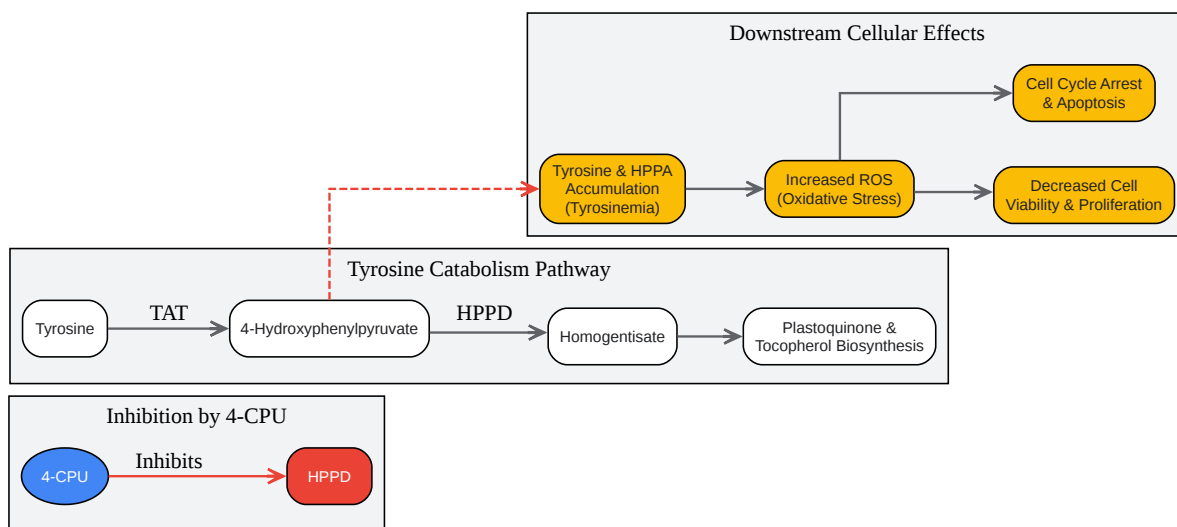 Downstream Cellular Effects
Cell Cycle Arrest
& Apoptosis
Tyrosine & HPPA
Accumulation
(Tyrosinemia)
Increased ROS
(Oxidative Stress)
Decreased Cell
Viability & Proliferation
Tyrosine Catabolism Pathway
Tyrosine
TAT
4-Hydroxyphenylpyruvate
HPPD
Homogentisate
Plastoquinone &
Tocopherol Biosynthesis
Inhibition by 4-CPU
4-CPU
Inhibits
HPPD